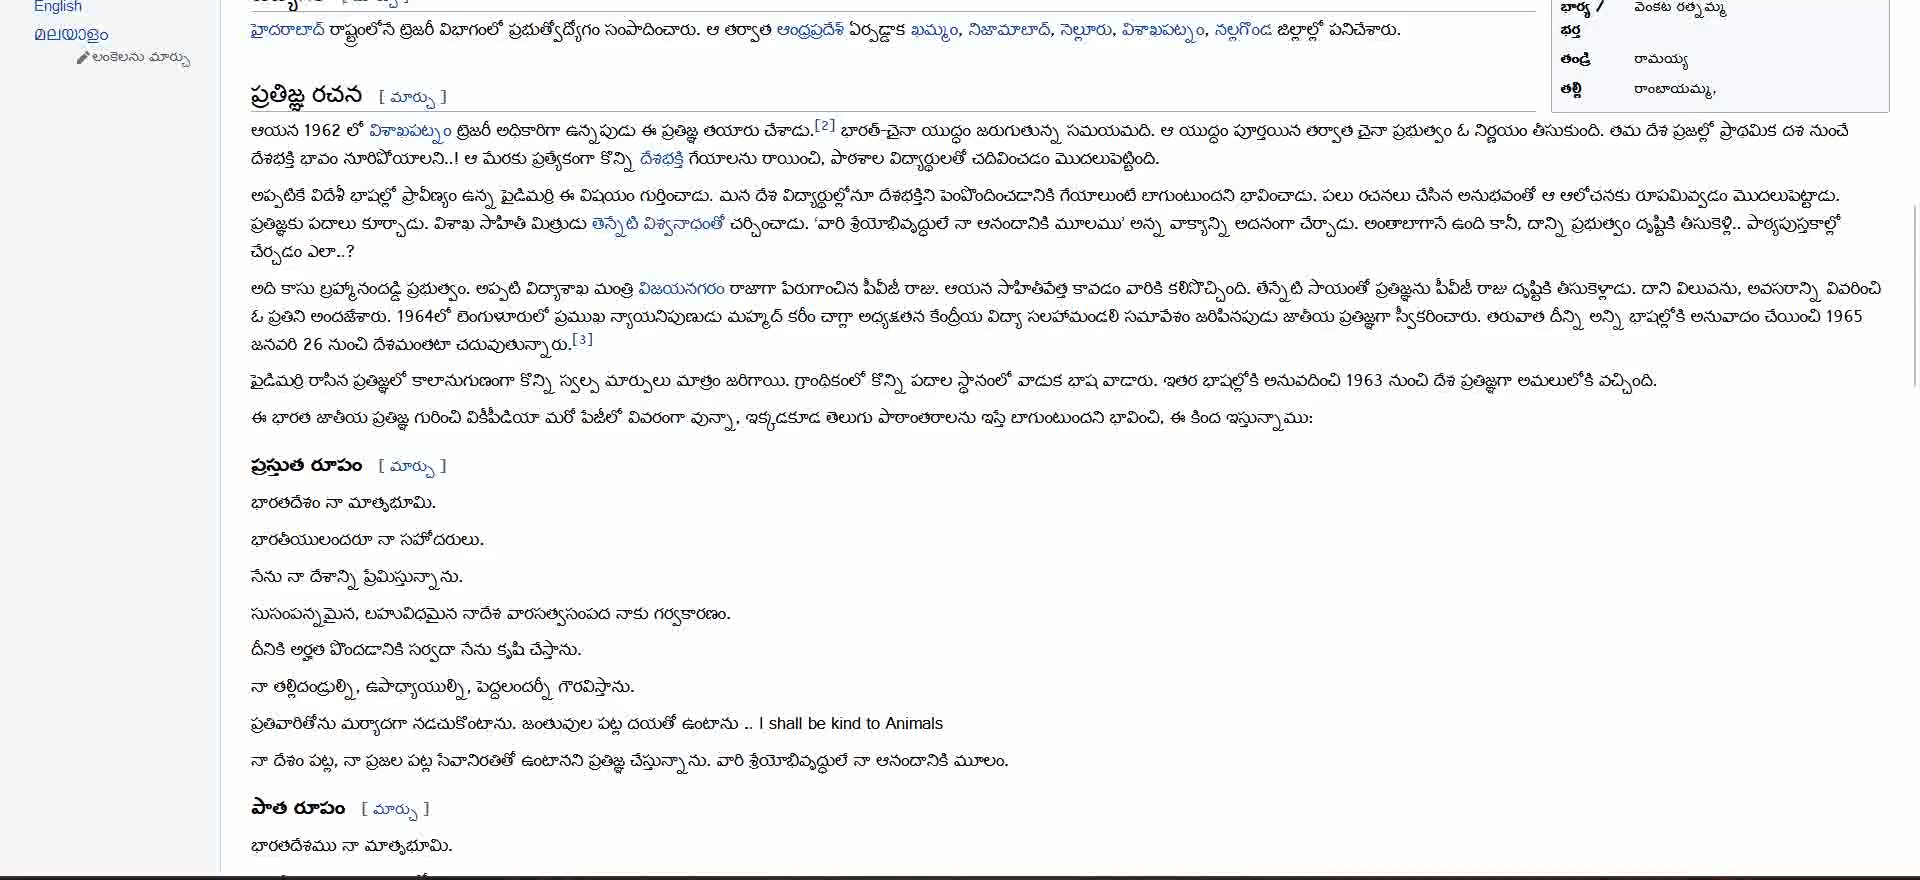 English
മലയാളം
లంకెలను మార్చు
హైదరాబాద్ రాష్ట్రంలోనే ట్రెజరీ విభాగంలో ప్రభుత్వోద్యోగం సంపాదించారు. ఆ తర్వాత ఆంధ్రప్రదేశ్ ఏర్పడ్డాక ఖమ్మం, నిజామాబాద్, నెల్లూరు, విశాఖపట్నం, నల్లగొండ జిల్లాల్లో పనిచేశారు.
భార్య / భర్త వెంకట రత్నమ్మ
తండ్రి రామయ్య
తల్లి రాంబాయమ్మ,
ప్రతిజ్ఞ రచన [ మార్చు ]
ఆయన 1962 లో విశాఖపట్నం ట్రెజరీ అధికారిగా ఉన్నపుడు ఈ ప్రతిజ్ఞ తయారు చేశాడు.[2] భారత్-చైనా యుద్ధం జరుగుతున్న సమయమది. ఆ యుద్ధం పూర్తయిన తర్వాత చైనా ప్రభుత్వం ఓ నిర్ణయం తీసుకుంది. తమ దేశ ప్రజల్లో ప్రాథమిక దశ నుంచే
దేశభక్తి భావం నూరిపోయాలని..! ఆ మేరకు ప్రత్యేకంగా కొన్ని దేశభక్తి గేయాలను రాయించి, పాఠశాల విద్యార్థులతో చదివించడం మొదలుపెట్టింది.
అప్పటికే విదేశీ భాషల్లో ప్రావీణ్యం ఉన్న పైడిమర్రి ఈ విషయం గుర్తించాడు. మన దేశ విద్యార్థుల్లోనూ దేశభక్తిని పెంపొందించడానికి గేయాలుంటే బాగుంటుందని భావించాడు. పలు రచనలు చేసిన అనుభవంతో ఆ ఆలోచనకు రూపమివ్వడం మొదలుపెట్టాడు.
ప్రతిజ్ఞకు పదాలు కూర్చాడు. విశాఖ సాహితీ మిత్రుడు తెన్నేటి విశ్వనాధంతో చర్చించాడు. ‘వారి శ్రేయోభివృద్ధులే నా ఆనందానికి మూలము’ అన్న వాక్యాన్ని అదనంగా చేర్చాడు. అంతాబాగానే ఉంది కానీ, దాన్ని ప్రభుత్వం దృష్టికి తీసుకెళ్లి.. పాఠ్యపుస్తకాల్లో
చేర్చడం ఎలా..?
అది కాసు బ్రహ్మానందడ్డి ప్రభుత్వం. అప్పటి విద్యాశాఖ మంత్రి విజయనగరం రాజుగా పేరుగాంచిన పీవీజీ రాజు. ఆయన సాహితీవేత్త కావడం వారికి కలిసొచ్చింది. తేన్నేటి సాయంతో ప్రతిజ్ఞను పీవీజీ రాజు దృష్టికి తీసుకెళ్లాడు. దాని విలువను, అవసరాన్ని వివరించి
ఓ ప్రతిని అందజేశారు. 1964లో బెంగుళూరులో ప్రముఖ న్యాయనిపుణుడు మహ్మద్ కరీం చాగ్లా అధ్యక్షతన కేంద్రీయ విద్యా సలహామండలి సమావేశం జరిపినపుడు జాతీయ ప్రతిజ్ఞగా స్వీకరించారు. తరువాత దీన్ని అన్ని భాషల్లోకి అనువాదం చేయించి 1965
జనవరి 26 నుంచి దేశమంతటా చదువుతున్నారు.[3]
పైడిమర్రి రాసిన ప్రతిజ్ఞలో కాలానుగుణంగా కొన్ని స్వల్ప మార్పులు మాత్రం జరిగాయి. గ్రాంథికంలో కొన్ని పదాల స్థానంలో వాడుక భాష వాడారు. ఇతర భాషల్లోకి అనువదించి 1963 నుంచి దేశ ప్రతిజ్ఞగా అమలులోకి వచ్చింది.
ఈ భారత జాతీయ ప్రతిజ్ఞ గురించి వికీపీడియా మరో పేజీలో వివరంగా వున్నా, ఇక్కడకూడ తెలుగు పాఠాంతరాలను ఇస్తే బాగుంటుందని భావించి, ఈ కింద ఇస్తున్నాము:
ప్రస్తుత రూపం [ మార్చు ]
భారతదేశం నా మాతృభూమి.
భారతీయులందరూ నా సహోదరులు.
నేను నా దేశాన్ని ప్రేమిస్తున్నాను.
సుసంపన్నమైన, బహువిధమైన నాదేశ వారసత్వసంపద నాకు గర్వకారణం.
దీనికి అర్హత పొందడానికి సర్వదా నేను కృషి చేస్తాను.
నా తల్లిదండ్రుల్ని, ఉపాధ్యాయుల్ని, పెద్దలందర్నీ గౌరవిస్తాను.
ప్రతివారితోను మర్యాదగా నడచుకొంటాను. జంతువుల పట్ల దయతో ఉంటాను .. I shall be kind to Animals
నా దేశం పట్ల, నా ప్రజల పట్ల సేవానిరతితో ఉంటానని ప్రతిజ్ఞ చేస్తున్నాను. వారి శ్రేయోభివృద్ధులే నా ఆనందానికి మూలం.
పాత రూపం [ మార్చు ]
భారతదేశము నా మాతృభూమి.